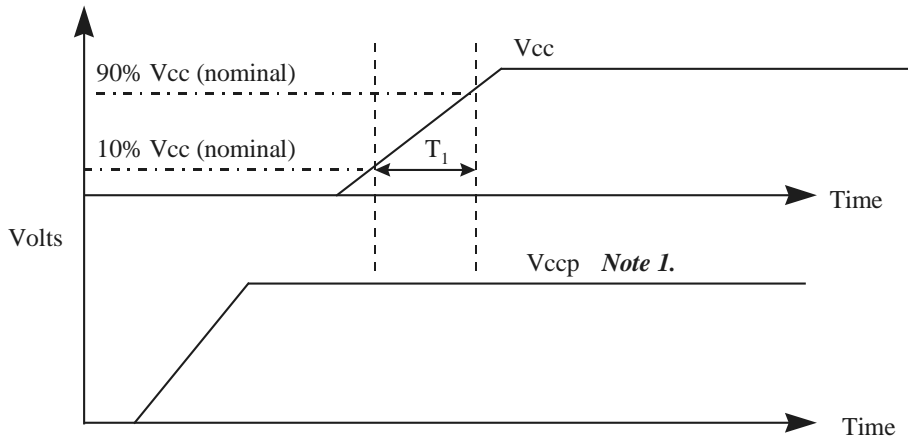 Vcc
90% Vcc (nominal)
10% Vcc (nominal)
T1
Time
Volts
Vccp Note 1.
Time